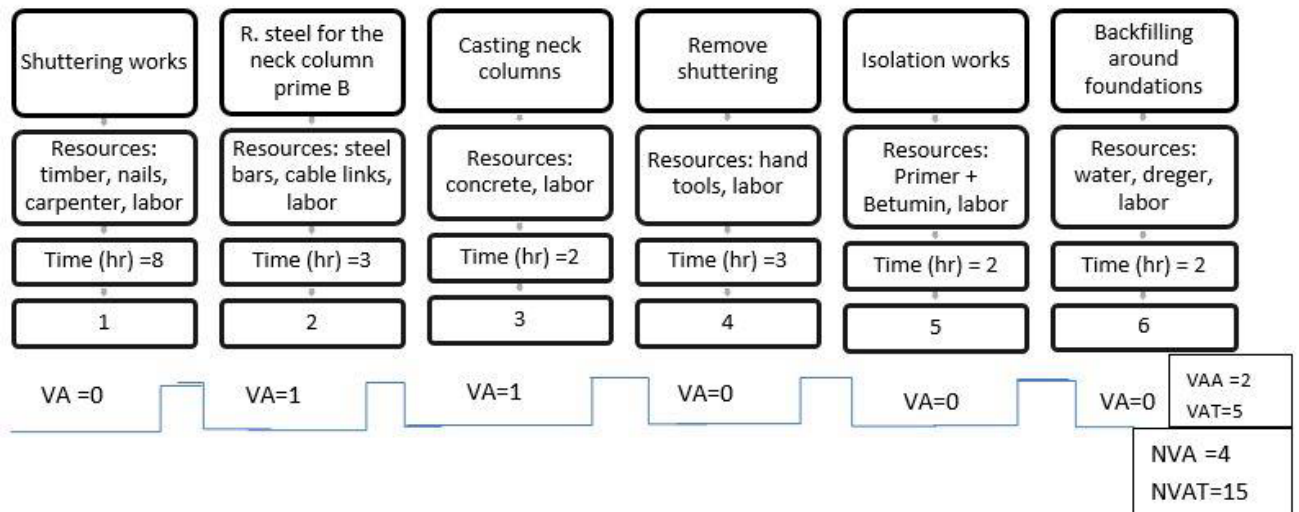 Shuttering works
R. steel for the
neck column
prime B
Casting neck
columns
Remove
shuttering
Isolation works
Backfilling
around
foundations
Resources:
timber, nails,
carpenter, labor
Resources: steel
bars, cable links,
labor
Resources:
concrete, labor
Resources: hand
tools, labor
Resources:
Primer +
Betumin, labor
Resources:
water, dreger,
labor
Time (hr) =8
Time (hr) =3
Time (hr) =2
Time (hr) =3
Time (hr) = 2
Time (hr) = 2
1
2
3
4
5
6
VA =0
VA=1
VA=1
VA=0
VA=0
VA=0
VAA =2
VAT=5
NVA =4
NVAT=15